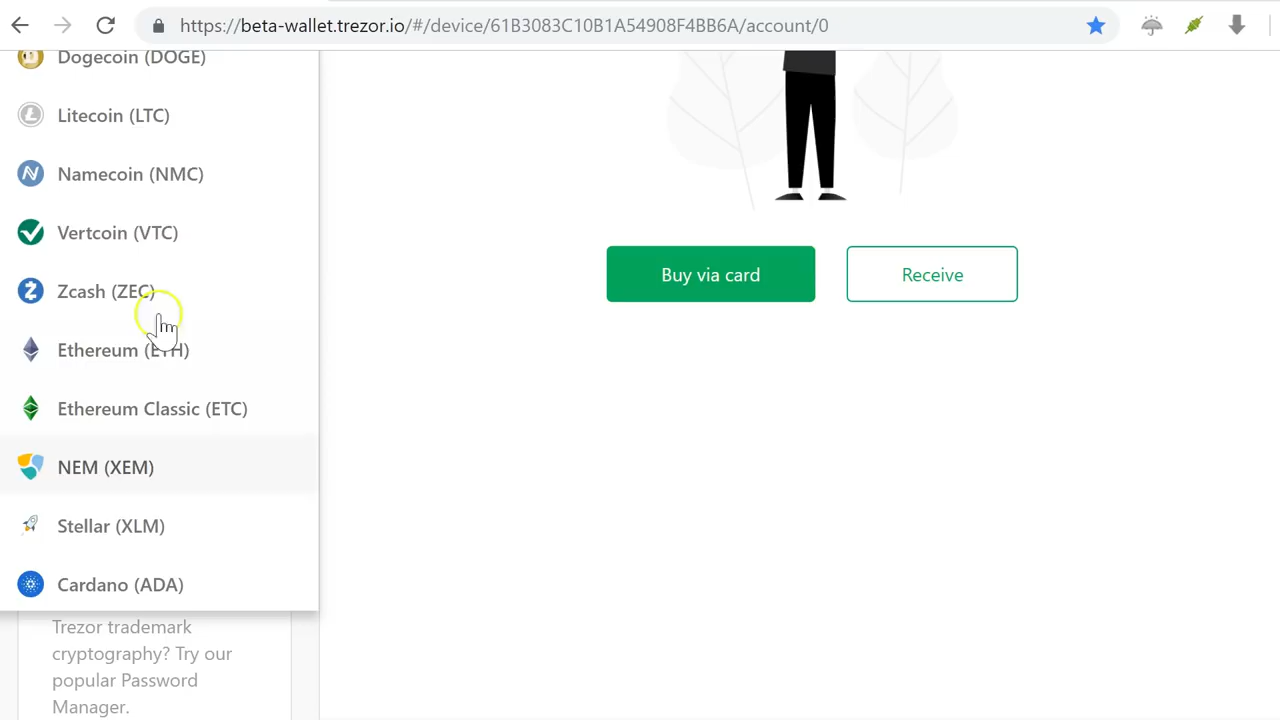 https://beta-wallet.trezor.io/#/device/61B3083C10B1A54908F4BB6A/account/0
Dogecoin (DOGE)
Litecoin (LTC)
Namecoin (NMC)
Vertcoin (VTC)
Zcash (ZEC)
Ethereum (ETH)
Ethereum Classic (ETC)
NEM (XEM)
Stellar (XLM)
Cardano (ADA)
Trezor trademark
cryptography? Try our
popular Password
Manager.
Buy via card
Receive